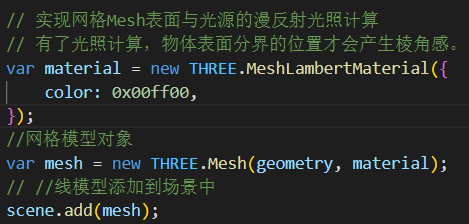 // 实现网格Mesh表面与光源的漫反射光照计算
// 有了光照计算，物体表面分界的位置才会产生棱角感。
var material = new THREE.MeshLambertMaterial({
    color: 0x00ff00,
});
//网格模型对象
var mesh = new THREE.Mesh(geometry, material);
// //线模型添加到场景中
scene.add(mesh);